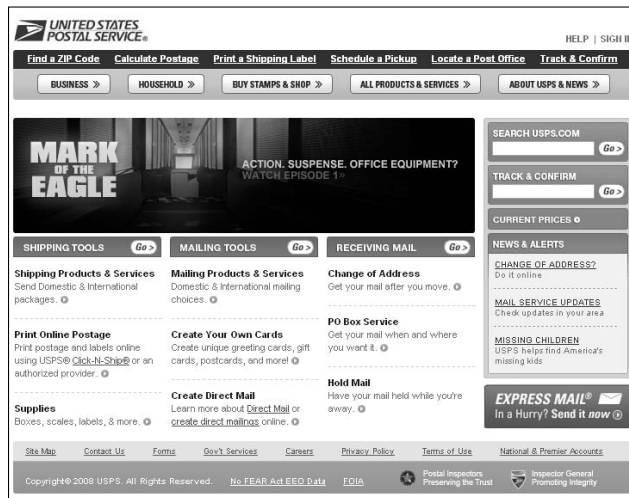 UNITED STATES
POSTAL SERVICE®
HELP | SIGN IN
Find a ZIP Code Calculate Postage Print a Shipping Label Schedule a Pickup Locate a Post Office Track & Confirm
BUSINESS » HOUSEHOLD » BUY STAMPS & SHOP » ALL PRODUCTS & SERVICES » ABOUT USPS & NEWS »
MARK
OF THE
EAGLE
ACTION. SUSPENSE. OFFICE EQUIPMENT?
WATCH EPISODE 1»
SEARCH USPS.COM
Go >
TRACK & CONFIRM
Go >
CURRENT PRICES
NEWS & ALERTS
CHANGE OF ADDRESS?
Do it online
MAIL SERVICE UPDATES
Check updates in your area
MISSING CHILDREN
USPS helps find America's
missing kids
SHIPPING TOOLS Go >
Shipping Products & Services
Send Domestic & International
packages.
Print Online Postage
Print postage and labels online
using USPS® Click-N-Ship® or an
authorized provider.
Supplies
Boxes, scales, labels, & more.
MAILING TOOLS Go >
Mailing Products & Services
Domestic & International mailing
choices.
Create Your Own Cards
Create unique greeting cards, gift
cards, postcards, and more!
Create Direct Mail
Learn more about Direct Mail or
create direct mailings online.
RECEIVING MAIL Go >
Change of Address
Get your mail after you move.
PO Box Service
Get your mail when and where
you want it.
Hold Mail
Have your mail held while you're
away.
EXPRESS MAIL®
In a Hurry? Send it now
Site Map Contact Us Forms Gov't Services Careers Privacy Policy Terms of Use National & Premier Accounts
Copyright© 2008 USPS. All Rights Reserved. No FEAR Act EEO Data FOIA
Postal Inspectors
Preserving the Trust
Inspector General
Promoting Integrity